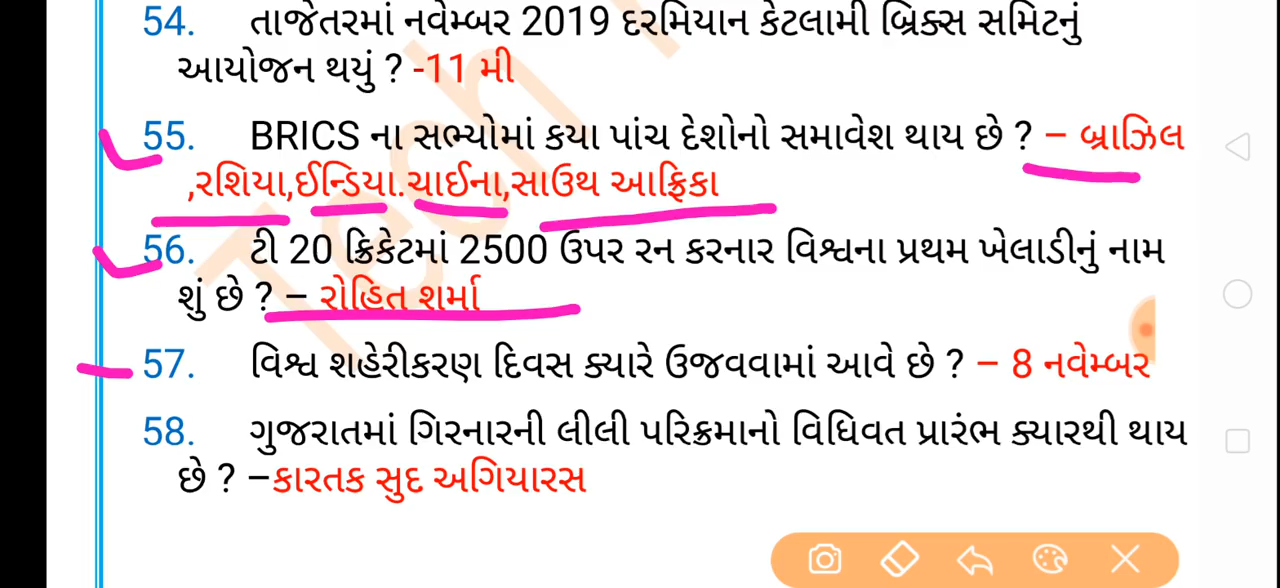 54. તાજેતરમાં નવેમ્બર 2019 દરમિયાન કેટલામી બ્રિક્સ સમિટનું
આયોજન થયું ? -11 મી
55. BRICS ના સભ્યોમાં કયા પાંચ દેશોનો સમાવેશ થાય છે ? – બ્રાઝિલ
,રશિયા,ઈન્ડિયા.ચાઈના,સાઉથ આફ્રિકા
56. ટી 20 ક્રિકેટમાં 2500 ઉપર રન કરનાર વિશ્વના પ્રથમ ખેલાડીનું નામ
શું છે ? – રોહિત શર્મા
57. વિશ્વ શહેરીકરણ દિવસ ક્યારે ઉજવવામાં આવે છે ? – 8 નવેમ્બર
58. ગુજરાતમાં ગિરનારની લીલી પરિક્રમાનો વિધિવત પ્રારંભ ક્યારથી થાય
છે ? –કારતક સુદ અગિયારસ
Tech